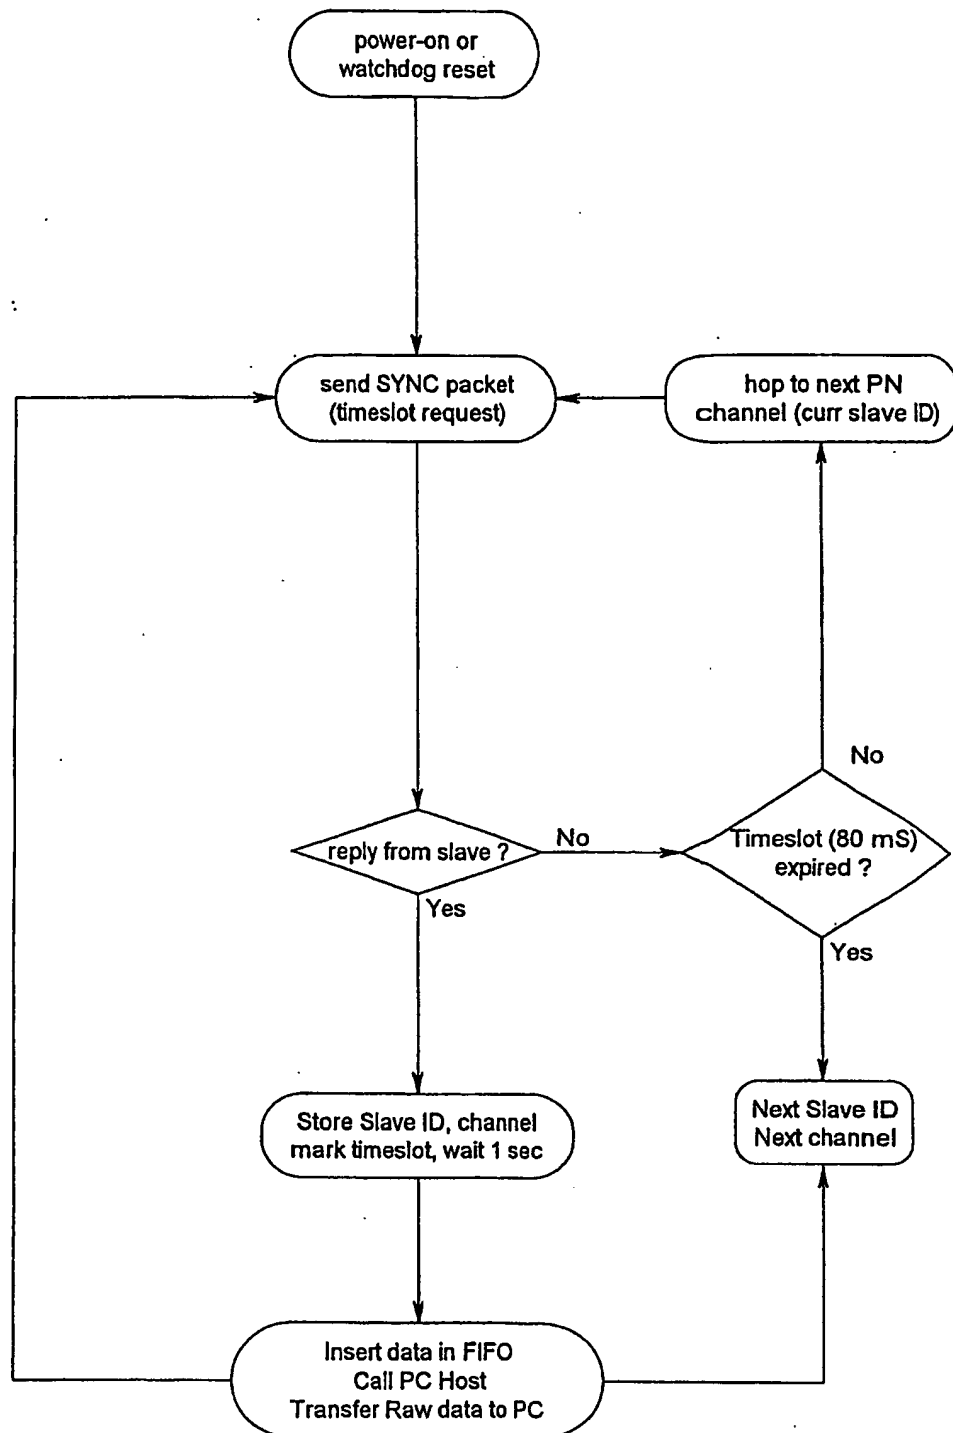 power-on or
watchdog reset
send SYNC packet
(timeslot request)
hop to next PN
channel (curr slave ID)
No
reply from slave ?
No
Timeslot (80 mS)
expired ?
Yes
Yes
Store Slave ID, channel
mark timeslot, wait 1 sec
Next Slave ID
Next channel
Insert data in FIFO
Call PC Host
Transfer Raw data to PC